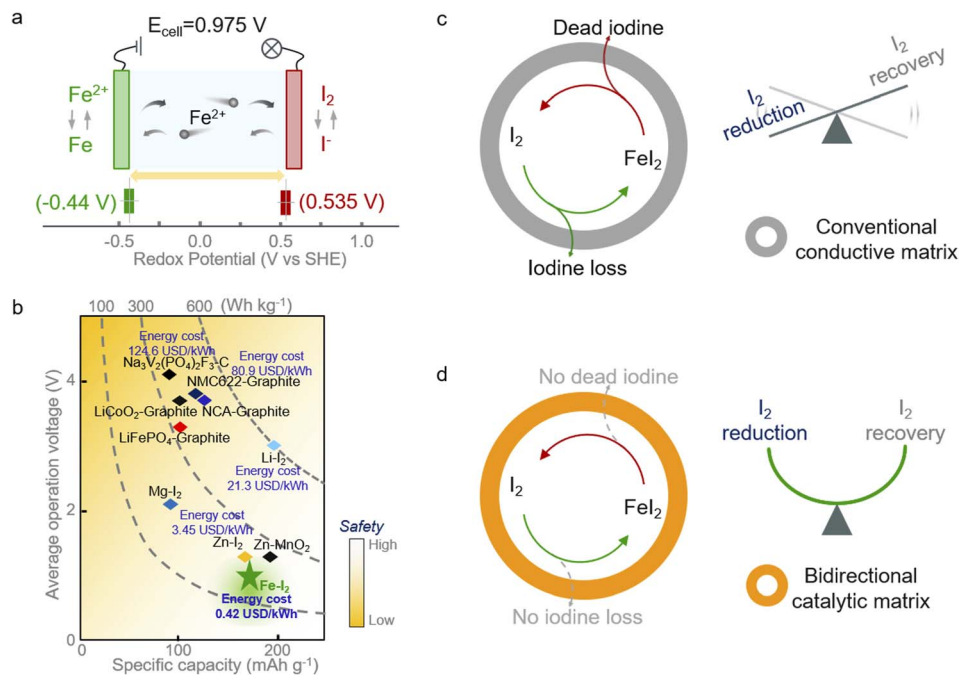 a
E_cell=0.975 V
Fe²⁺
Fe
Fe²⁺
I₂
I⁻
(-0.44 V)
(0.535 V)
-0.5
0.0
0.5
1.0
Redox Potential (V vs SHE)
b
100
300
600
(Wh kg⁻¹)
Average operation voltage (V)
4
2
0
Energy cost
124.6 USD/kWh
Na₃V₂(PO₄)₂F₃-C
Energy cost
80.9 USD/kWh
NMC622-Graphite
LiCoO₂-Graphite
NCA-Graphite
LiFePO₄-Graphite
Li-I₂
Energy cost
21.3 USD/kWh
Mg-I₂
Energy cost
3.45 USD/kWh
Zn-I₂
Zn-MnO₂
Fe-I₂
Energy cost
0.42 USD/kWh
Safety
High
Low
100
200
Specific capacity (mAh g⁻¹)
c
Dead iodine
I₂
FeI₂
Iodine loss
I₂
reduction
I₂
recovery
Conventional
conductive matrix
d
No dead iodine
I₂
FeI₂
No iodine loss
I₂
reduction
I₂
recovery
Bidirectional
catalytic matrix